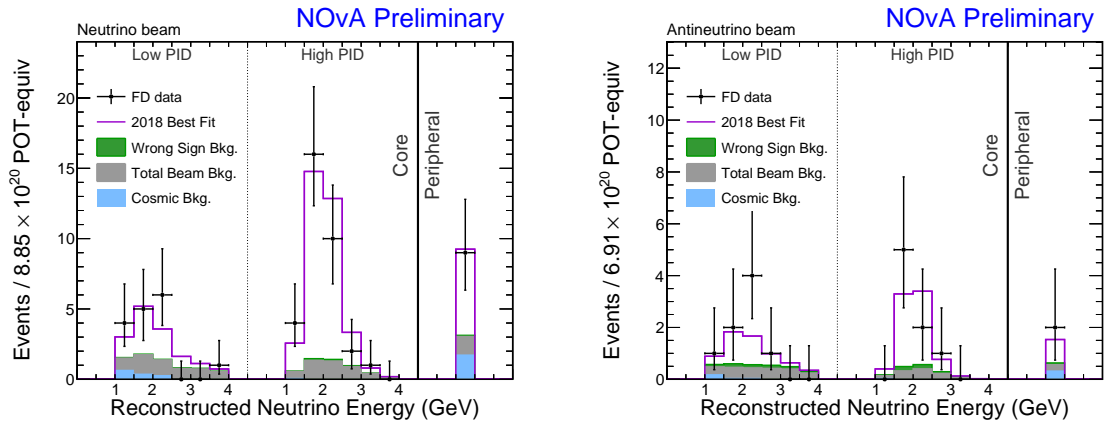 NOvA Preliminary
Neutrino beam
Low PID
High PID
FD data
2018 Best Fit
Wrong Sign Bkg.
Total Beam Bkg.
Cosmic Bkg.
Core
Peripheral
Events / 8.85 × 10²⁰ POT-equiv
20
15
10
5
0
1 2 3 4 1 2 3 4
Reconstructed Neutrino Energy (GeV)
NOvA Preliminary
Antineutrino beam
Low PID
High PID
FD data
2018 Best Fit
Wrong Sign Bkg.
Total Beam Bkg.
Cosmic Bkg.
Core
Peripheral
Events / 6.91 × 10²⁰ POT-equiv
12
10
8
6
4
2
0
1 2 3 4 1 2 3 4
Reconstructed Neutrino Energy (GeV)